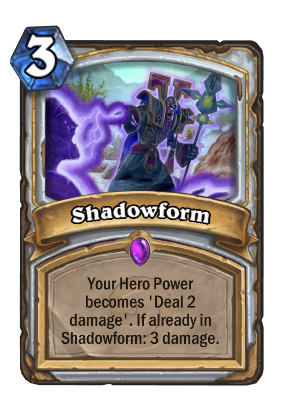 3
Shadowform
Your Hero Power
becomes 'Deal 2
damage'. If already in
Shadowform: 3 damage.